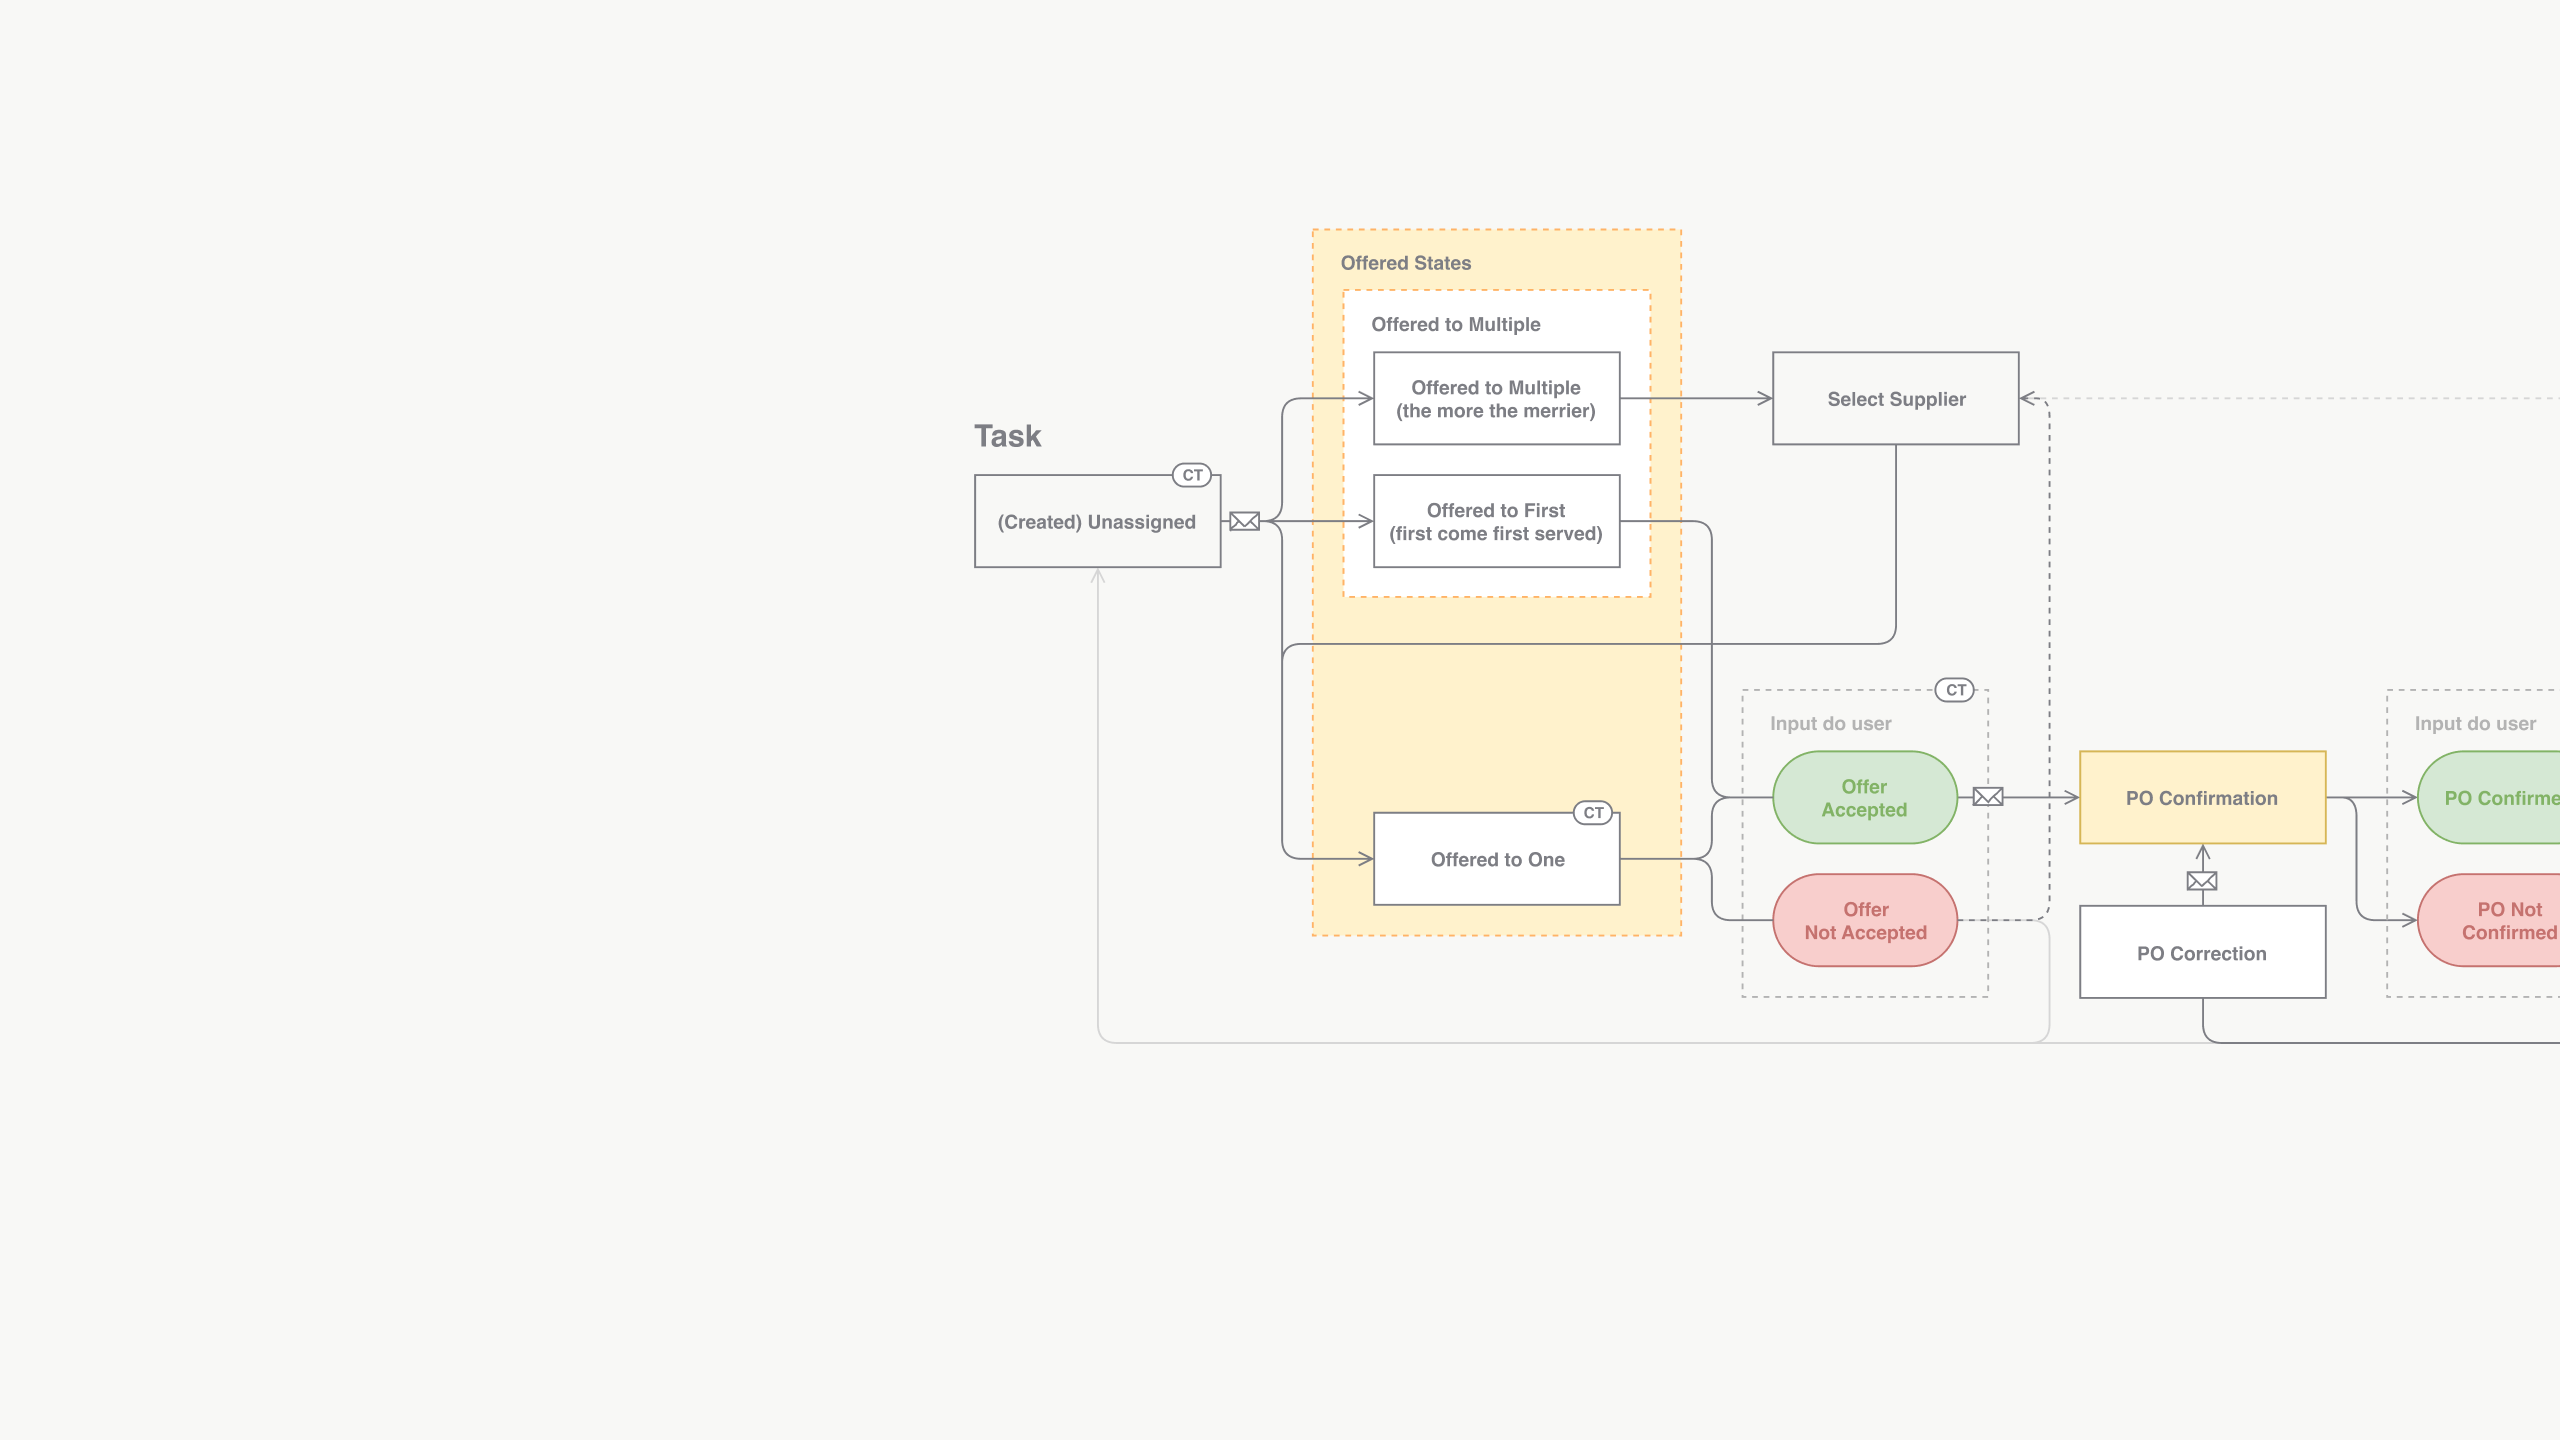 Task
CT
(Created) Unassigned
Offered States
Offered to Multiple
Offered to Multiple
(the more the merrier)
Offered to First
(first come first served)
CT
Offered to One
Select Supplier
CT
Input do user
Offer
Accepted
Offer
Not Accepted
PO Confirmation
PO Correction
Input do user
PO Confirme
PO Not
Confirmed